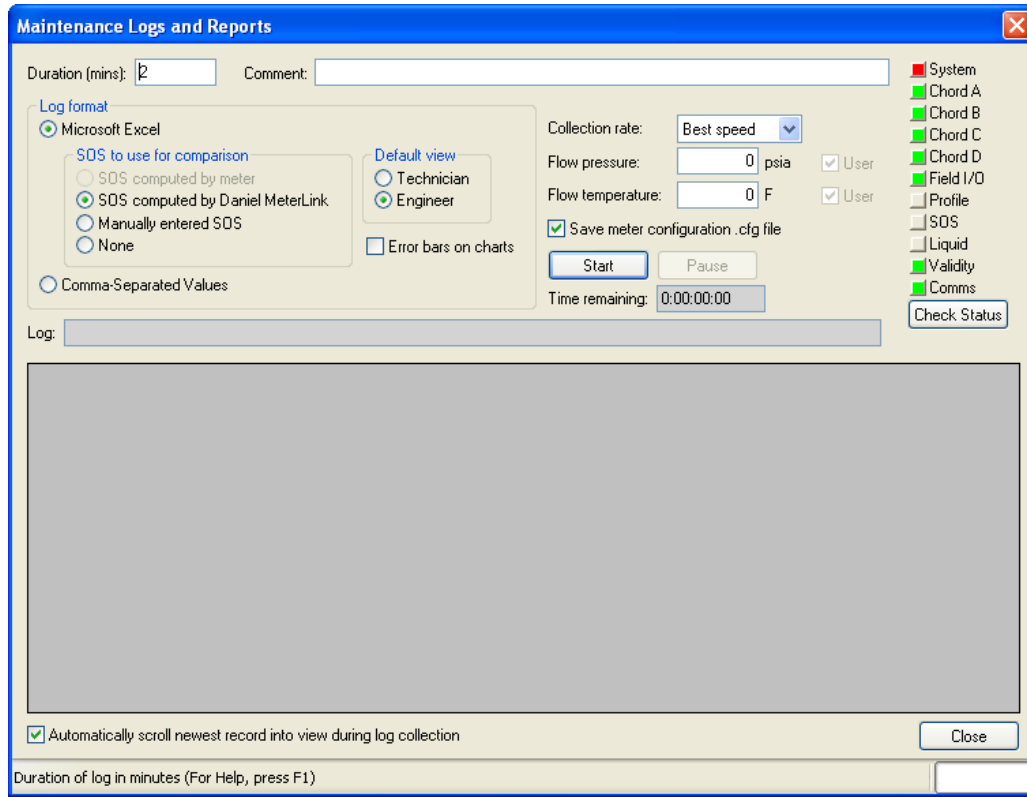 Maintenance Logs and Reports
Duration (mins): 2 Comment:
Log format
Microsoft Excel
SOS to use for comparison
SOS computed by meter
SOS computed by Daniel MeterLink
Manually entered SOS
None
Default view
Technician
Engineer
Error bars on charts
Comma-Separated Values
Collection rate: Best speed
Flow pressure: 0 psia User
Flow temperature: 0 F User
Save meter configuration .cfg file
Start Pause
Time remaining: 0:00:00:00
System
Chord A
Chord B
Chord C
Chord D
Field I/O
Profile
SOS
Liquid
Validity
Comms
Check Status
Log:
Automatically scroll newest record into view during log collection
Close
Duration of log in minutes (For Help, press F1)